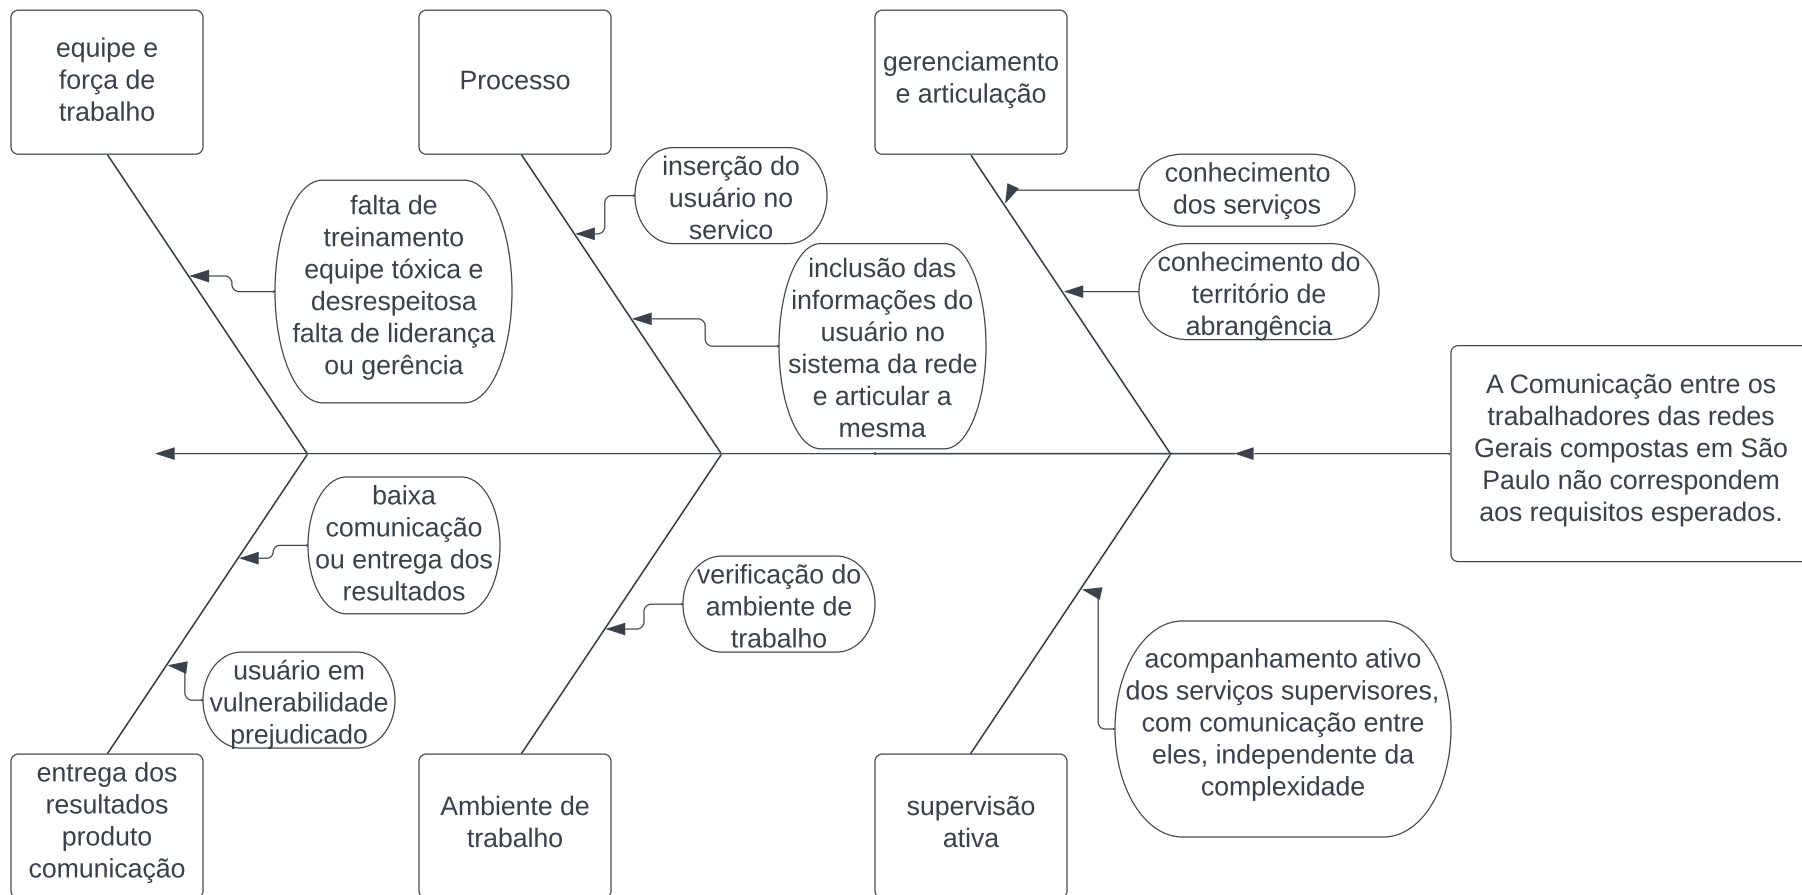 equipe e
força de
trabalho
Processo
gerenciamento
e articulação
falta de
treinamento
equipe tóxica e
desrespeitosa
falta de liderança
ou gerência
inserção do
usuário no
servico
inclusão das
informações do
usuário no
sistema da rede
e articular a
mesma
conhecimento
dos serviços
conhecimento do
território de
abrangência
A Comunicação entre os
trabalhadores das redes
Gerais compostas em São
Paulo não correspondem
aos requisitos esperados.
baixa
comunicação
ou entrega dos
resultados
usuário em
vulnerabilidade
prejudicado
verificação do
ambiente de
trabalho
acompanhamento ativo
dos serviços supervisores,
com comunicação entre
eles, independente da
complexidade
entrega dos
resultados
produto
comunicação
Ambiente de
trabalho
supervisão
ativa